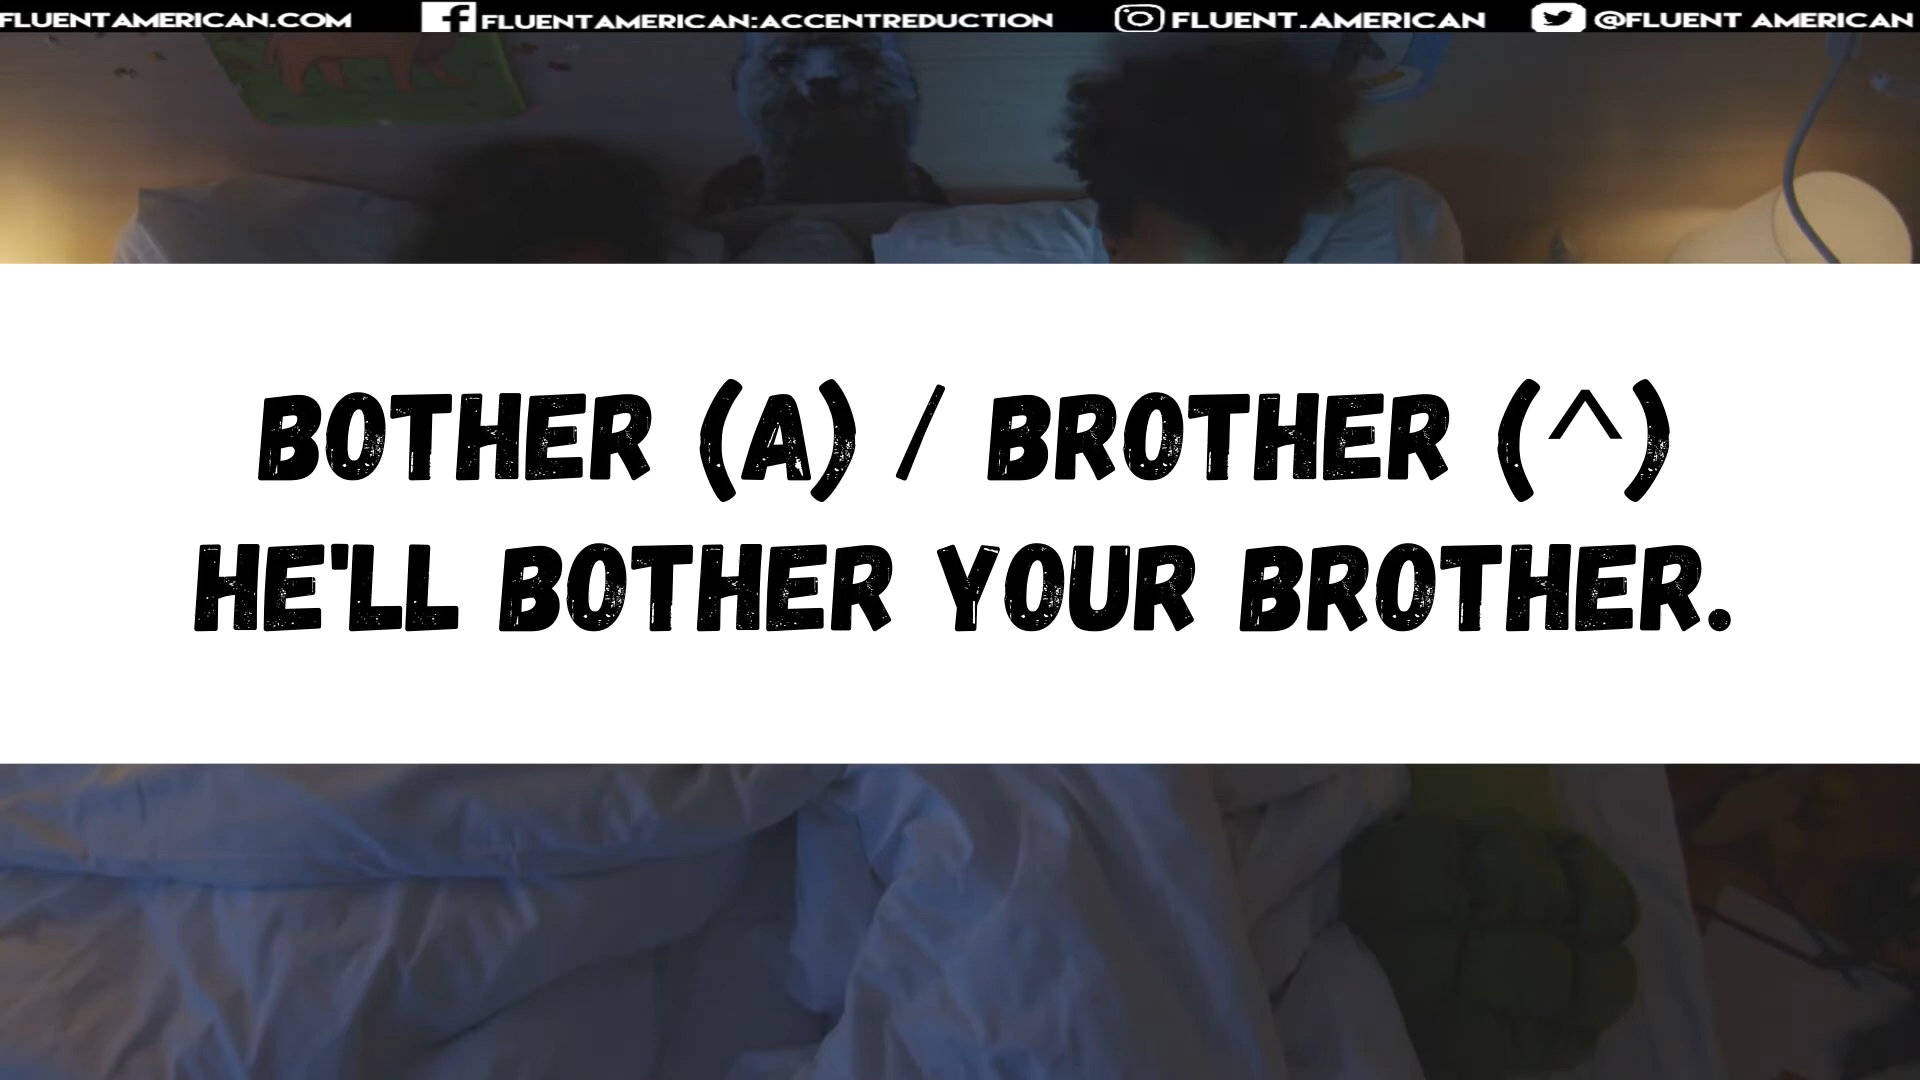 FLUENTAMERICAN.COM FLUENTAMERICAN:ACCENTREDUCTION FLUENT.AMERICAN @FLUENT AMERICAN
BOTHER (A) / BROTHER (^)
HE'LL BOTHER YOUR BROTHER.